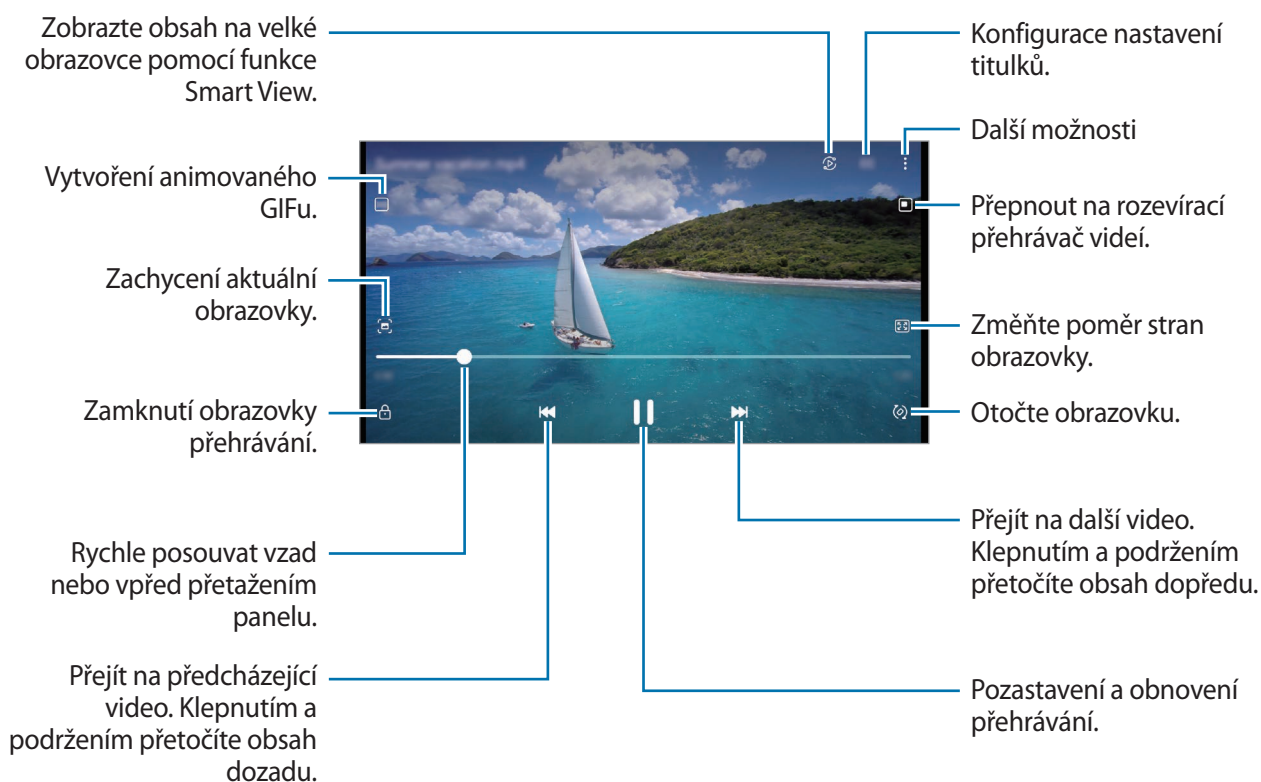 Zobrazte obsah na velké
obrazovce pomocí funkce
Smart View.
Konfigurace nastavení
titulků.
Další možnosti
Vytvoření animovaného
GIFu.
Přepnout na rozevírací
přehrávač videí.
Zachycení aktuální
obrazovky.
Změňte poměr stran
obrazovky.
Zamknutí obrazovky
přehrávání.
Otočte obrazovku.
Rychle posouvat vzad
nebo vpřed přetažením
panelu.
Přejít na další video.
Klepnutím a podržením
přetočíte obsah dopředu.
Přejít na předcházející
video. Klepnutím a
podržením přetočíte obsah
dozadu.
Pozastavení a obnovení
přehrávání.